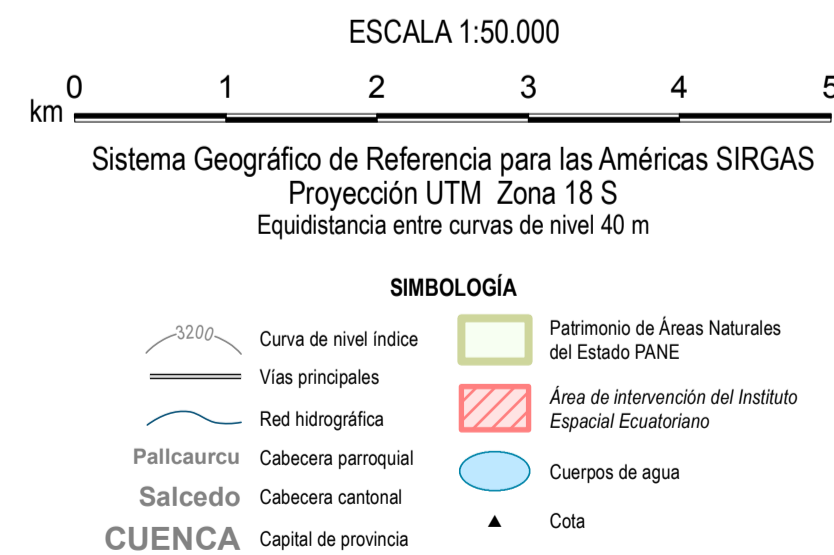 ESCALA 1:50.000
0 1 2 3 4 5
km
Sistema Geográfico de Referencia para las Américas SIRGAS
Proyección UTM Zona 18 S
Equidistancia entre curvas de nivel 40 m
SIMBOLOGÍA
3200
Curva de nivel índice
Vías principales
Red hidrográfica
Pallcaurcu Cabecera parroquial
Salcedo Cabecera cantonal
CUENCA Capital de provincia
Patrimonio de Áreas Naturales
del Estado PANE
Área de intervención del Instituto
Espacial Ecuatoriano
Cuerpos de agua
Cota